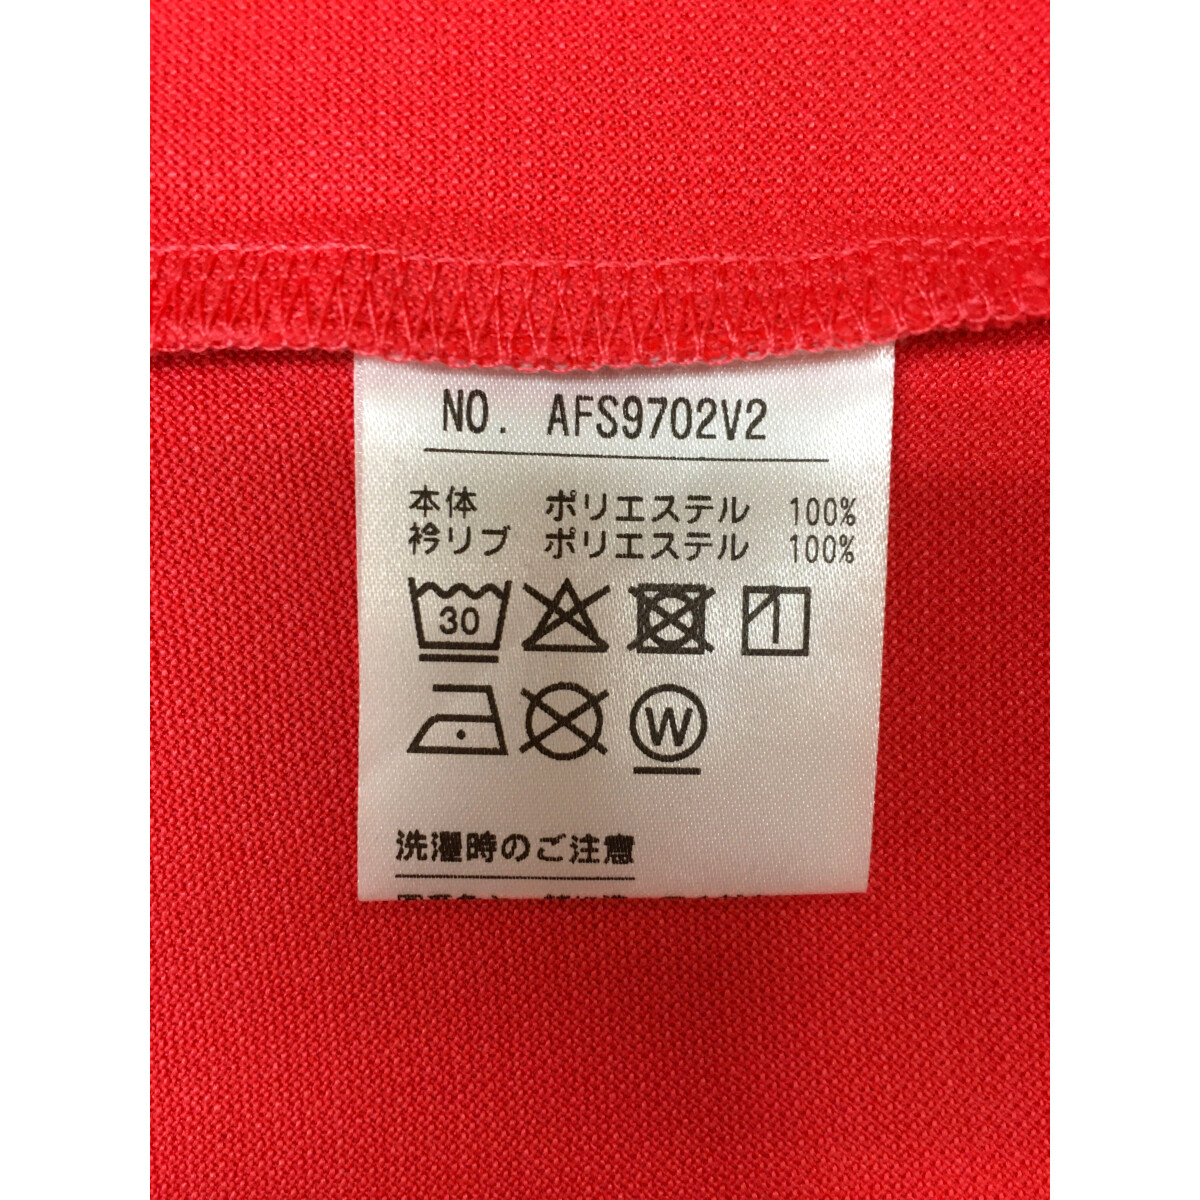 NO. AFS9702V2
本体 ポリエステル 100%
衿リブ ポリエステル 100%
30
W
洗濯時のご注意